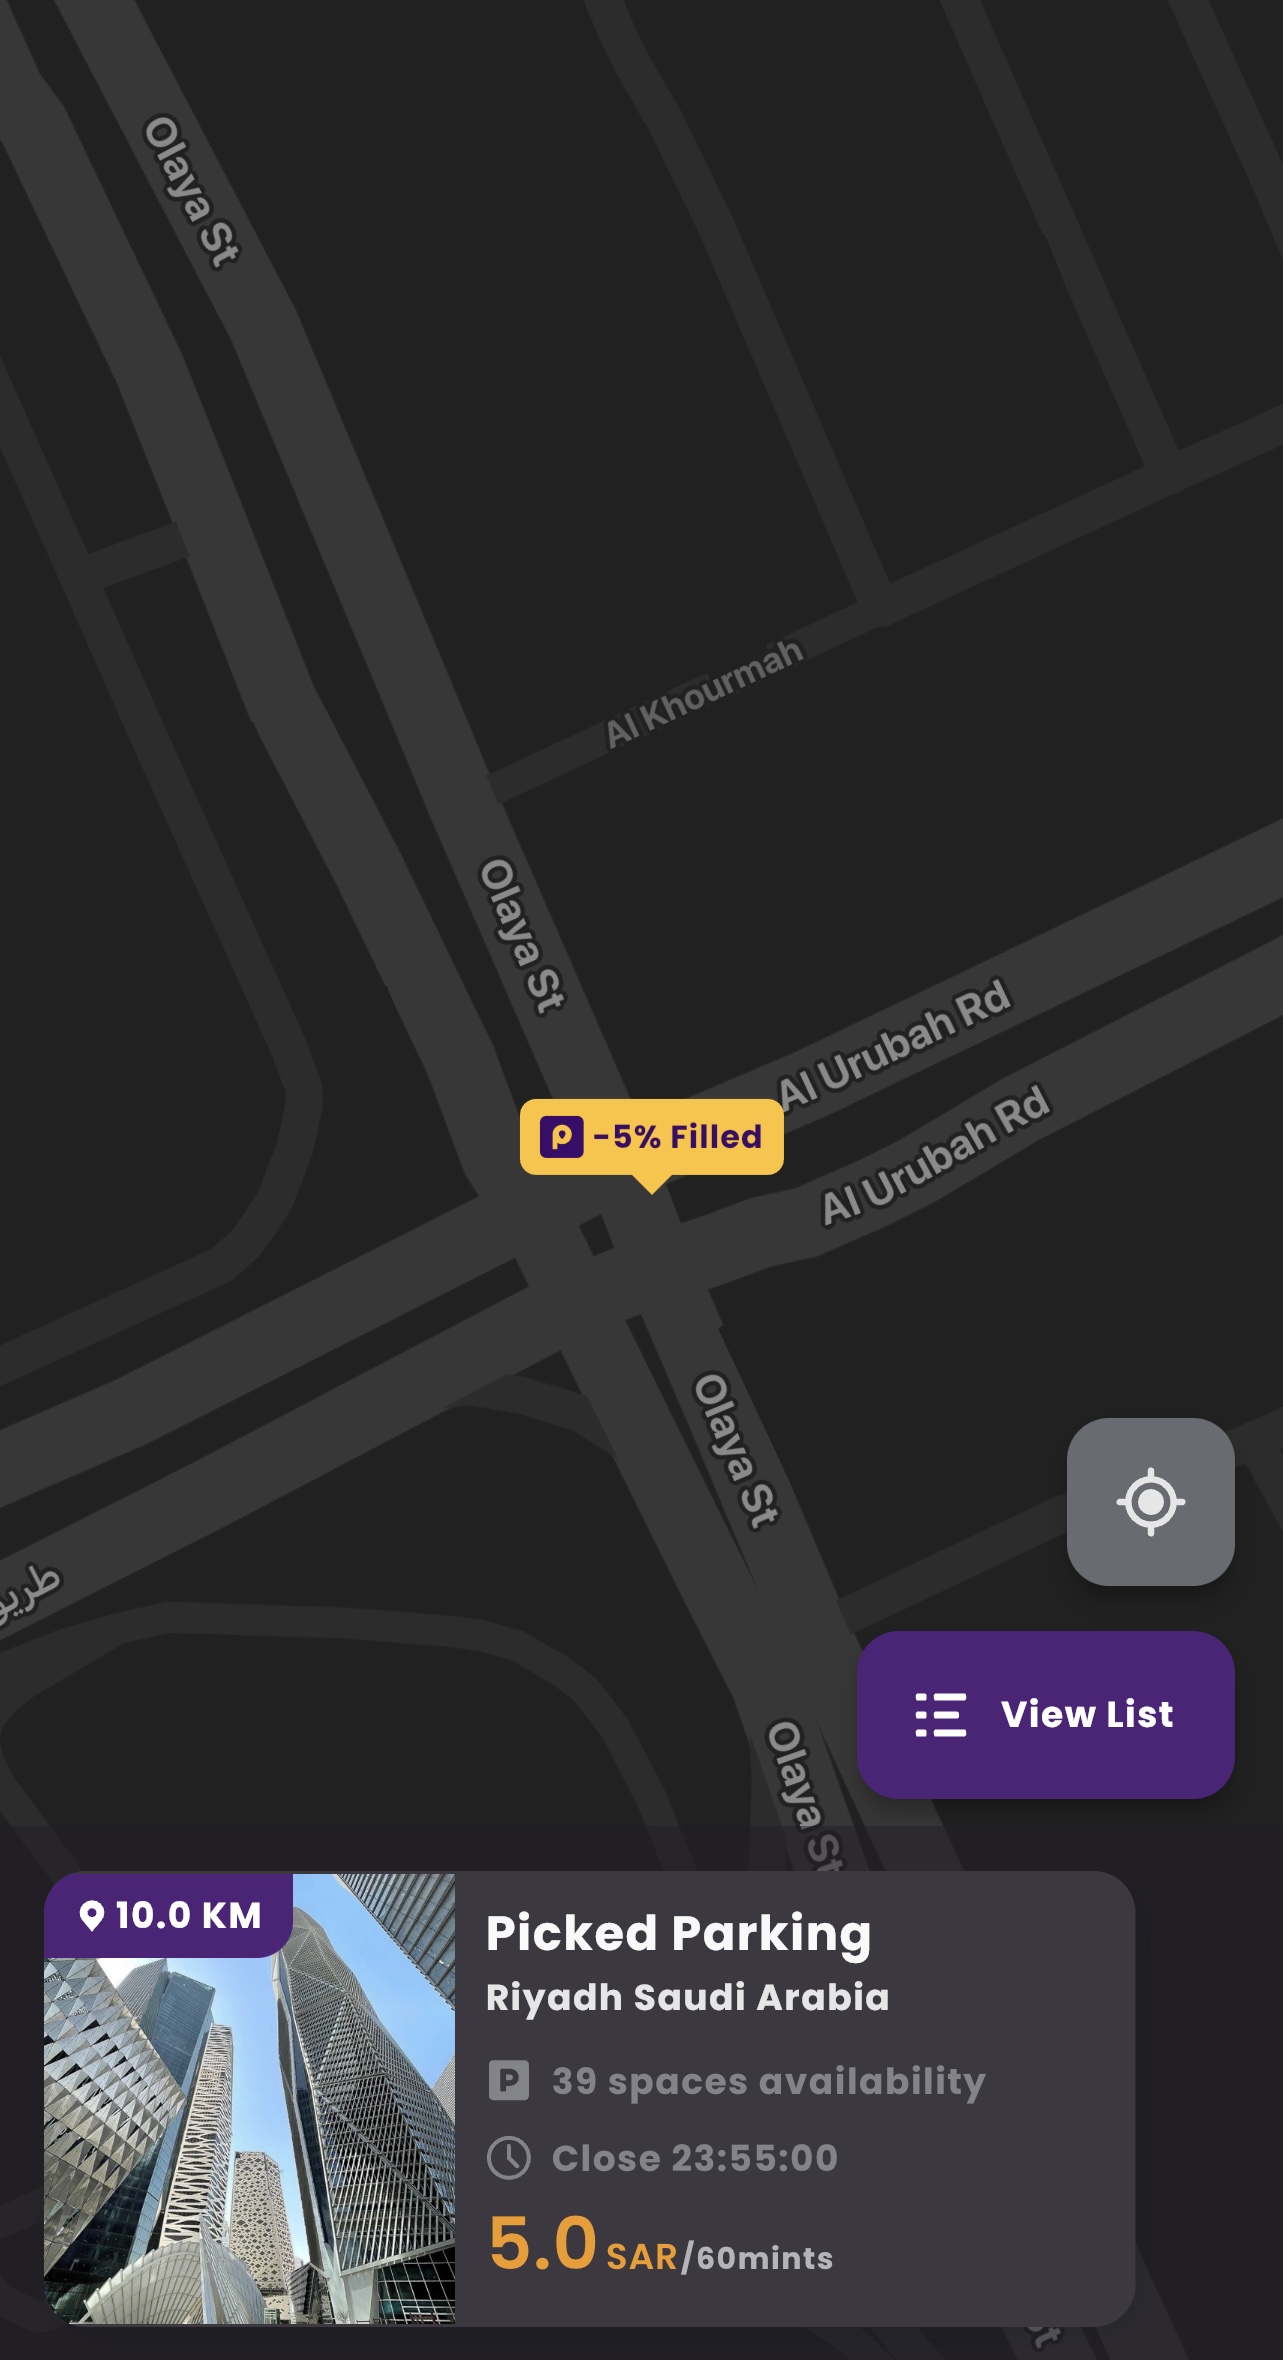 Olaya St
Al Khourmah
Olaya St
Al Urubah Rd
-5% Filled
Al Urubah Rd
Olaya St
View List
Olaya St
10.0 KM
Picked Parking
Riyadh Saudi Arabia
P 39 spaces availability
Close 23:55:00
5.0 SAR/60mints
St